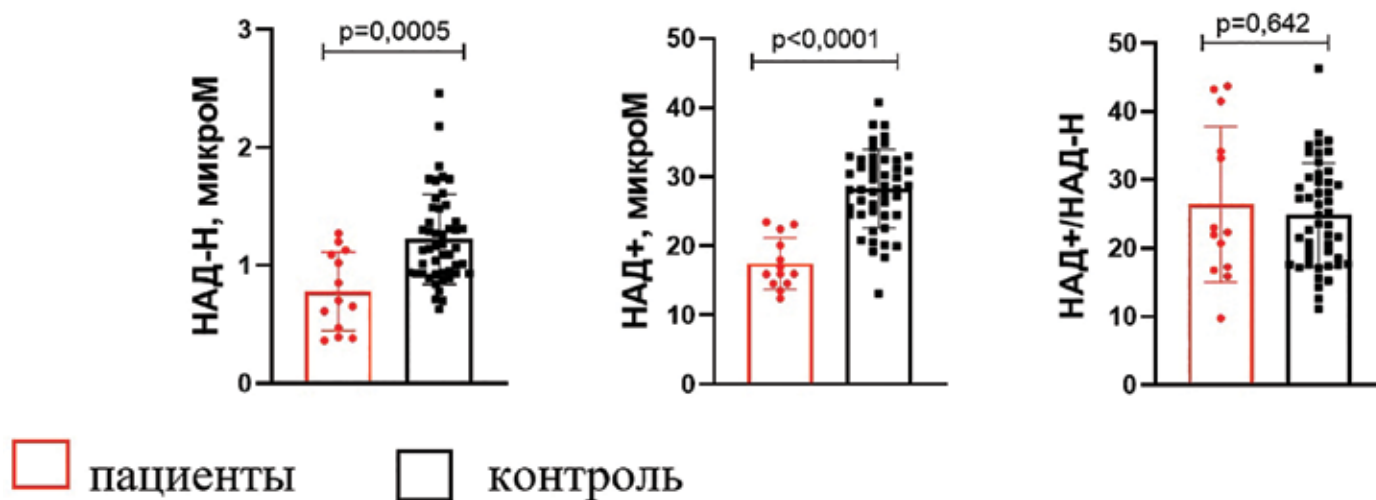 p=0,0005
НАД-Н, микроМ
3
2
1
0
p<0,0001
НАД+, микроМ
50
40
30
20
10
0
p=0,642
НАД+/НАД-Н
50
40
30
20
10
0
пациенты
контроль